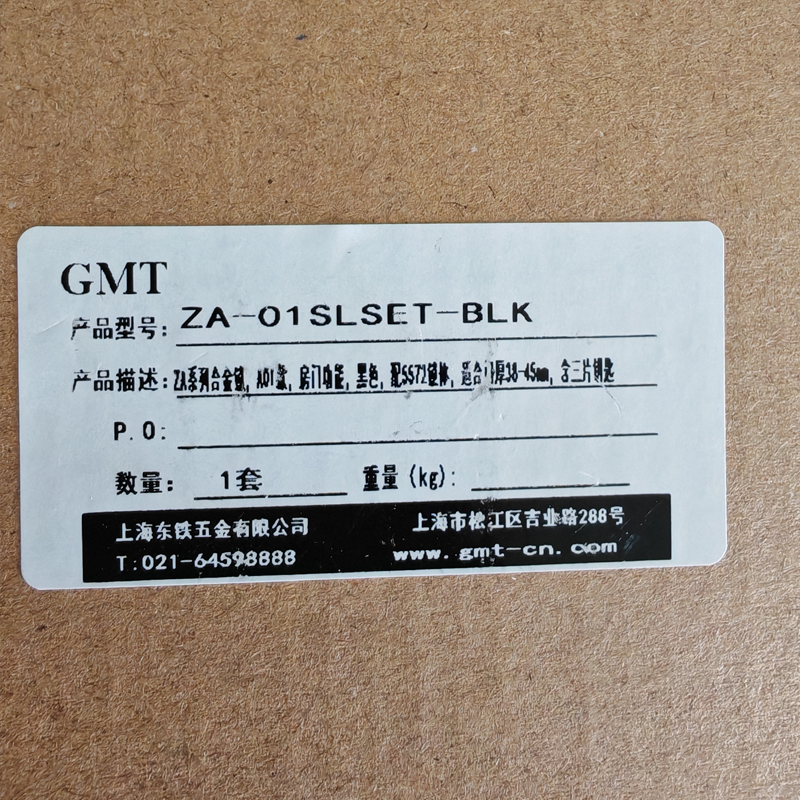 GMT
产品型号: ZA-01SLSET-BLK
产品描述: ZA系列合金锁, A01款, 房门功能, 黑色, 配5572锁体, 适合门厚38-45mm, 含三片钥匙
P.O:
数量: 1套 重量(kg):
上海东铁五金有限公司 上海市松江区吉业路288号
T:021-64598888 www.gmt-cn.com